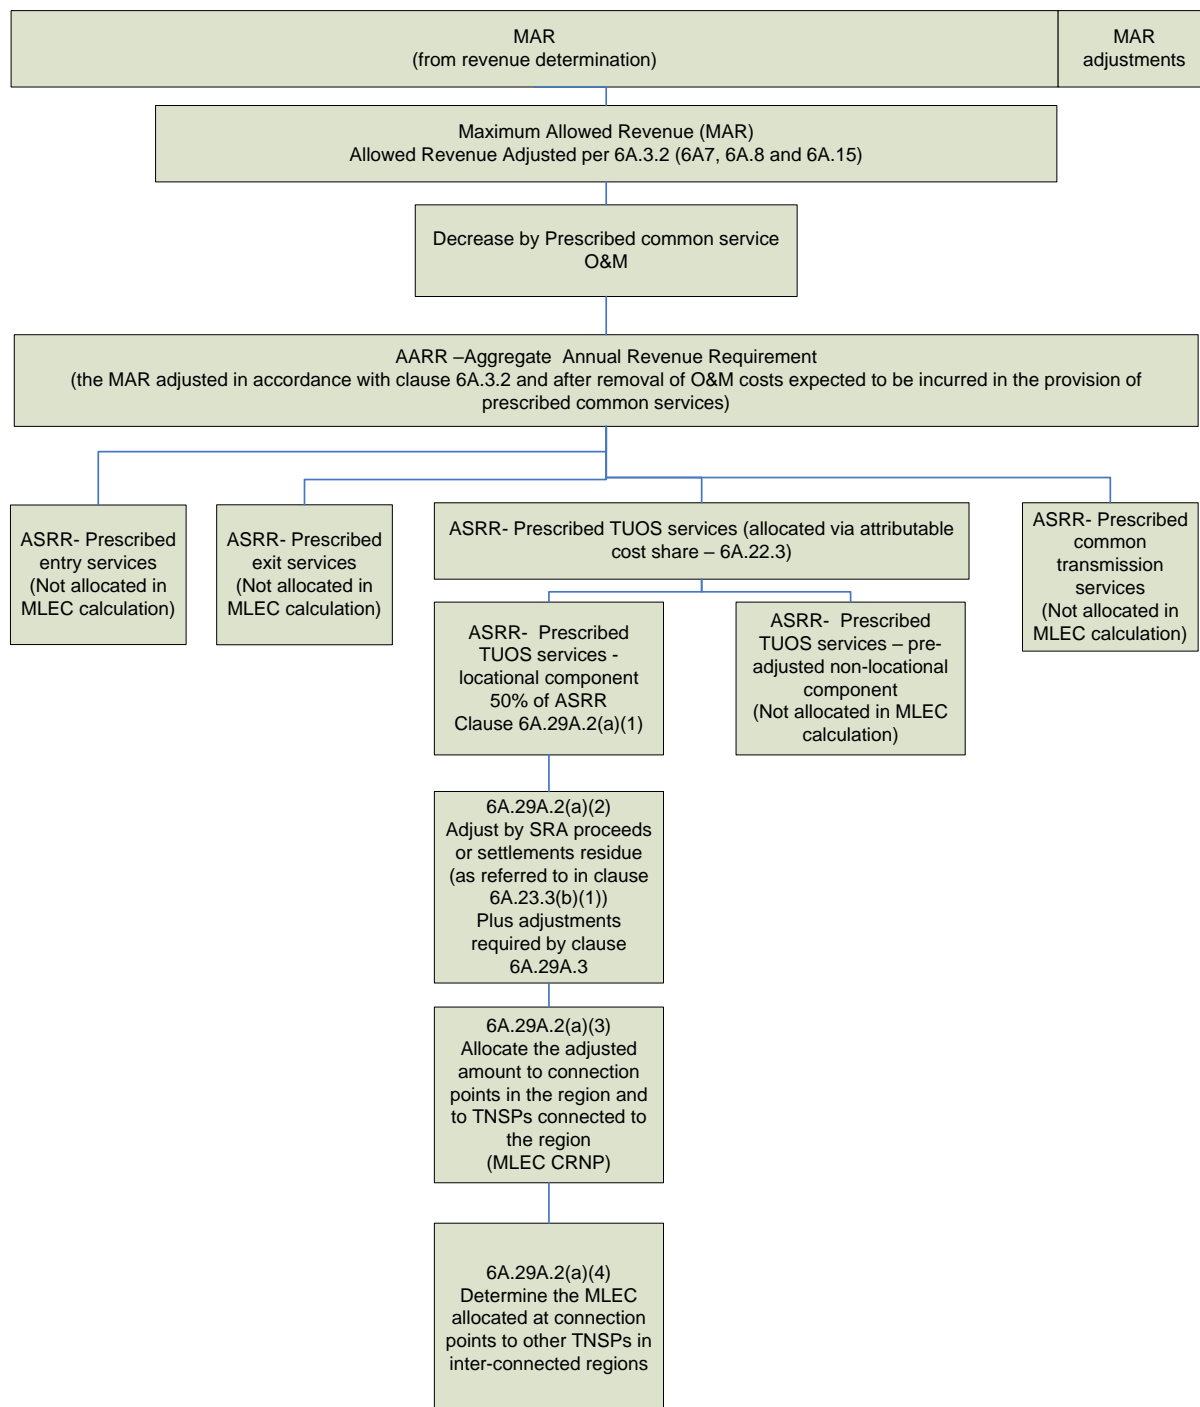 MAR
(from revenue determination)
MAR
adjustments
Maximum Allowed Revenue (MAR)
Allowed Revenue Adjusted per 6A.3.2 (6A7, 6A.8 and 6A.15)
Decrease by Prescribed common service
O&M
AARR –Aggregate Annual Revenue Requirement
(the MAR adjusted in accordance with clause 6A.3.2 and after removal of O&M costs expected to be incurred in the provision of
prescribed common services)
ASRR- Prescribed
entry services
(Not allocated in
MLEC calculation)
ASRR- Prescribed
exit services
(Not allocated in
MLEC calculation)
ASRR- Prescribed TUOS services (allocated via attributable
cost share – 6A.22.3)
ASRR- Prescribed
common
transmission
services
(Not allocated in
MLEC calculation)
ASRR- Prescribed
TUOS services -
locational component
50% of ASRR
Clause 6A.29A.2(a)(1)
ASRR- Prescribed
TUOS services – pre-
adjusted non-locational
component
(Not allocated in MLEC
calculation)
6A.29A.2(a)(2)
Adjust by SRA proceeds
or settlements residue
(as referred to in clause
6A.23.3(b)(1))
Plus adjustments
required by clause
6A.29A.3
6A.29A.2(a)(3)
Allocate the adjusted
amount to connection
points in the region and
to TNSPs connected to
the region
(MLEC CRNP)
6A.29A.2(a)(4)
Determine the MLEC
allocated at connection
points to other TNSPs in
inter-connected regions